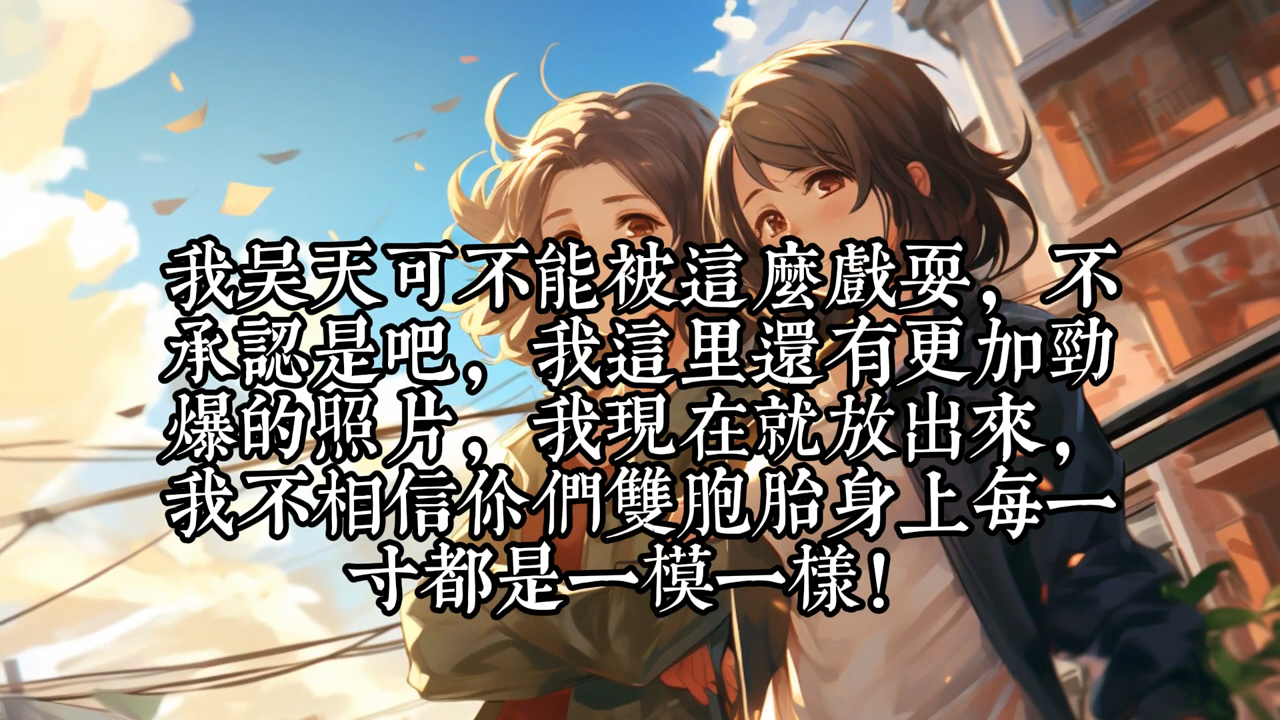 我吴天可不能被這麼戲耍，不
承認是吧，我這里還有更加勁
爆的照片，我現在就放出來，
我不相信你們雙胞胎身上每一
寸都是一模一樣！